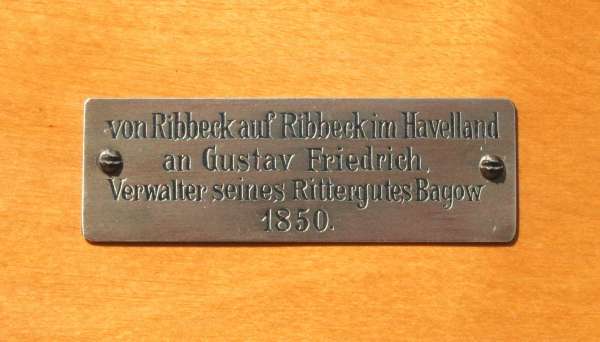 von Ribbeck auf Ribbeck im Havelland
an Gustav Friedrich,
Verwalter seines Rittergutes Bagow
1850.